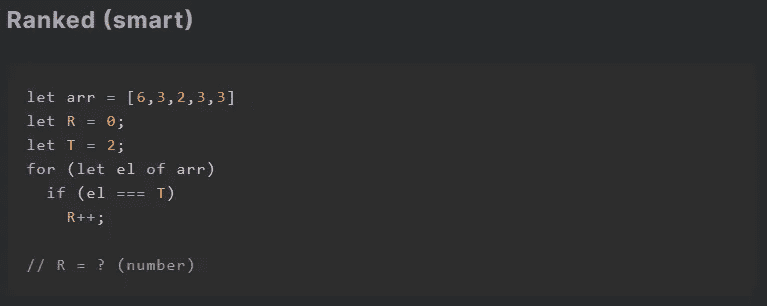 Ranked (smart)
let arr = [6,3,2,3,3]
let R = 0;
let T = 2;
for (let el of arr)
  if (el === T)
    R++;
// R = ? (number)